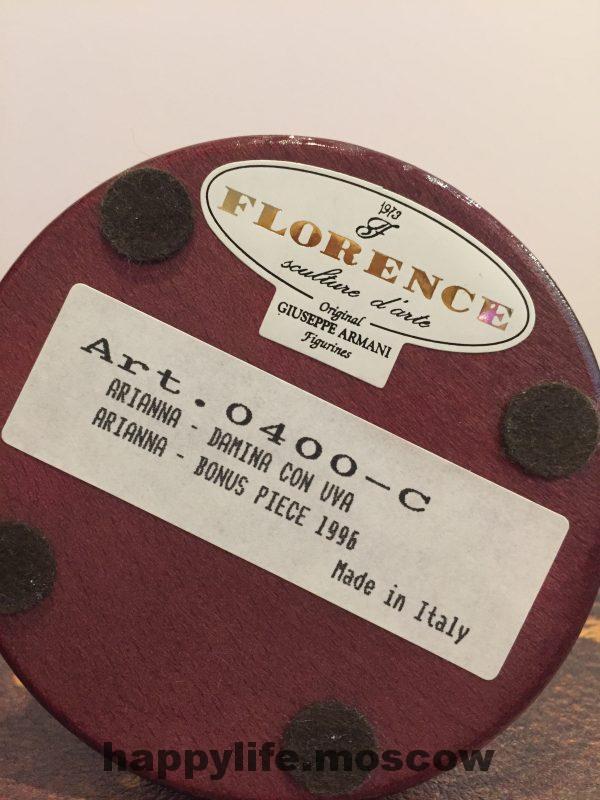 1973
FLORENCE
sculture d'arte
Original
GIUSEPPE ARMANI
Figurines
Art. 0400-C
ARIANNA - DAMINA CON UVA
ARIANNA - BONUS PIECE 1996
Made in Italy
happylife.moscow